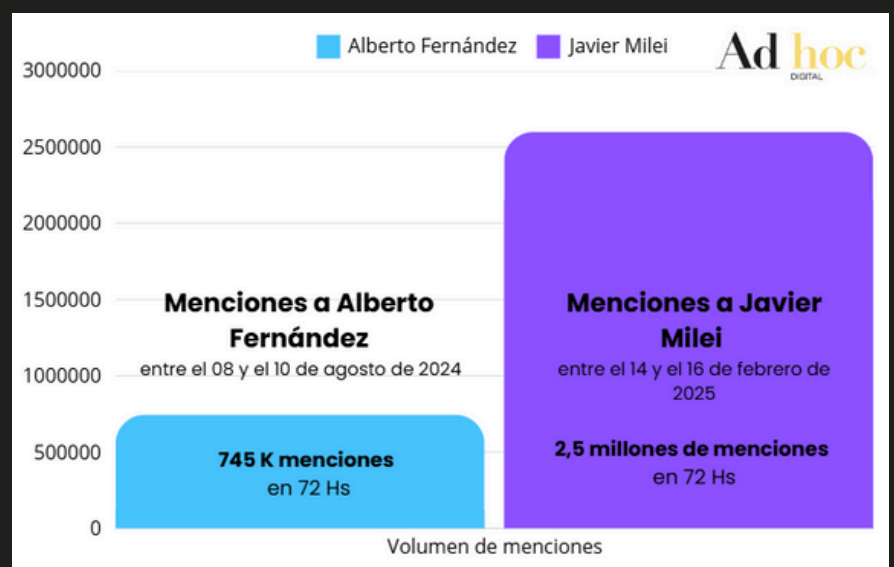 Alberto Fernández Javier Milei
Ad hoc
DIGITAL
3000000
2500000
2000000
1500000
1000000
500000
0
Menciones a Alberto
Fernández
entre el 08 y el 10 de agosto de 2024
745 K menciones
en 72 Hs
Menciones a Javier
Milei
entre el 14 y el 16 de febrero de
2025
2,5 millones de menciones
en 72 Hs
Volumen de menciones